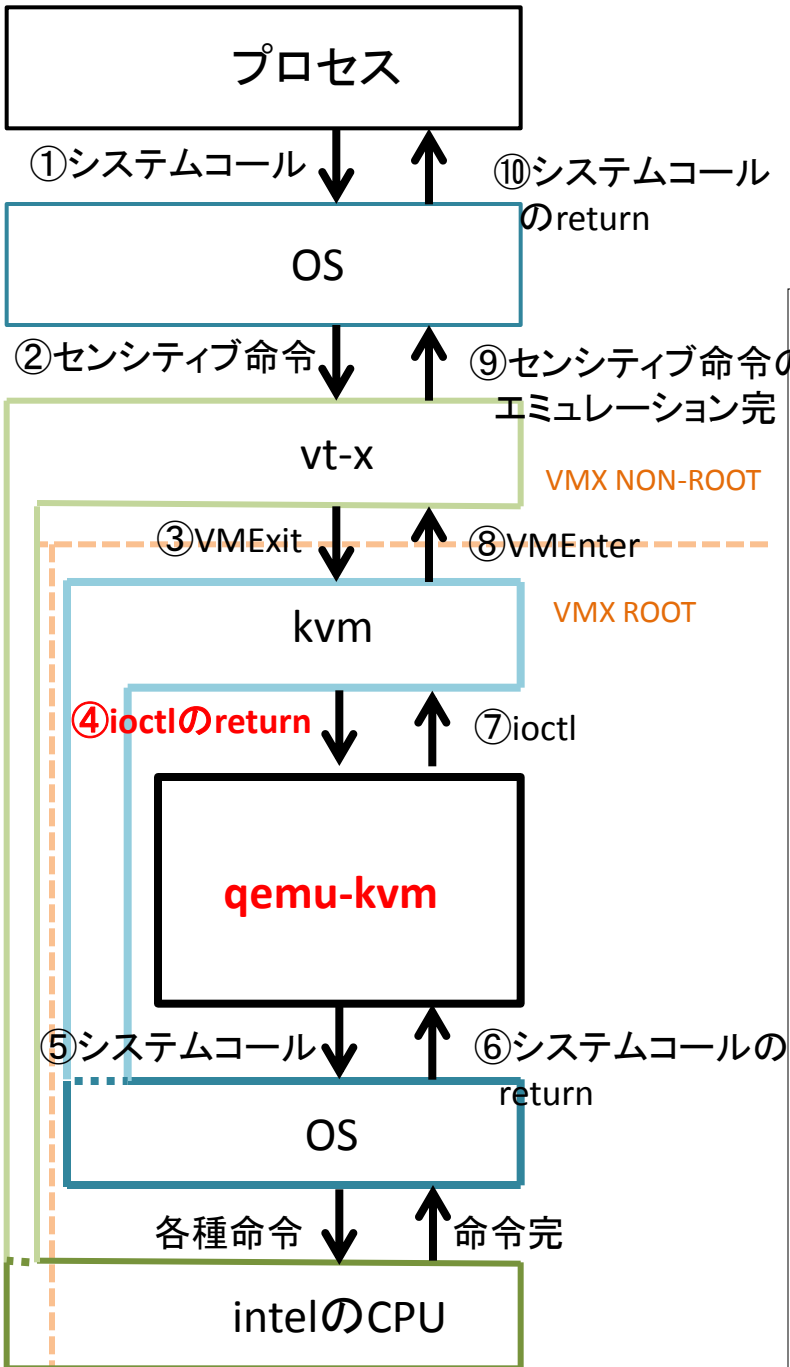 プロセス
①システムコール
⑩システムコール
のreturn
OS
②センシティブ命令
⑨センシティブ命令の
エミュレーション完
vt-x
VMX NON-ROOT
③VMExit
⑧VMEnter
kvm
VMX ROOT
④ioctlのreturn
⑦ioctl
qemu-kvm
⑤システムコール
⑥システムコールの
return
OS
各種命令
命令完
intelのCPU